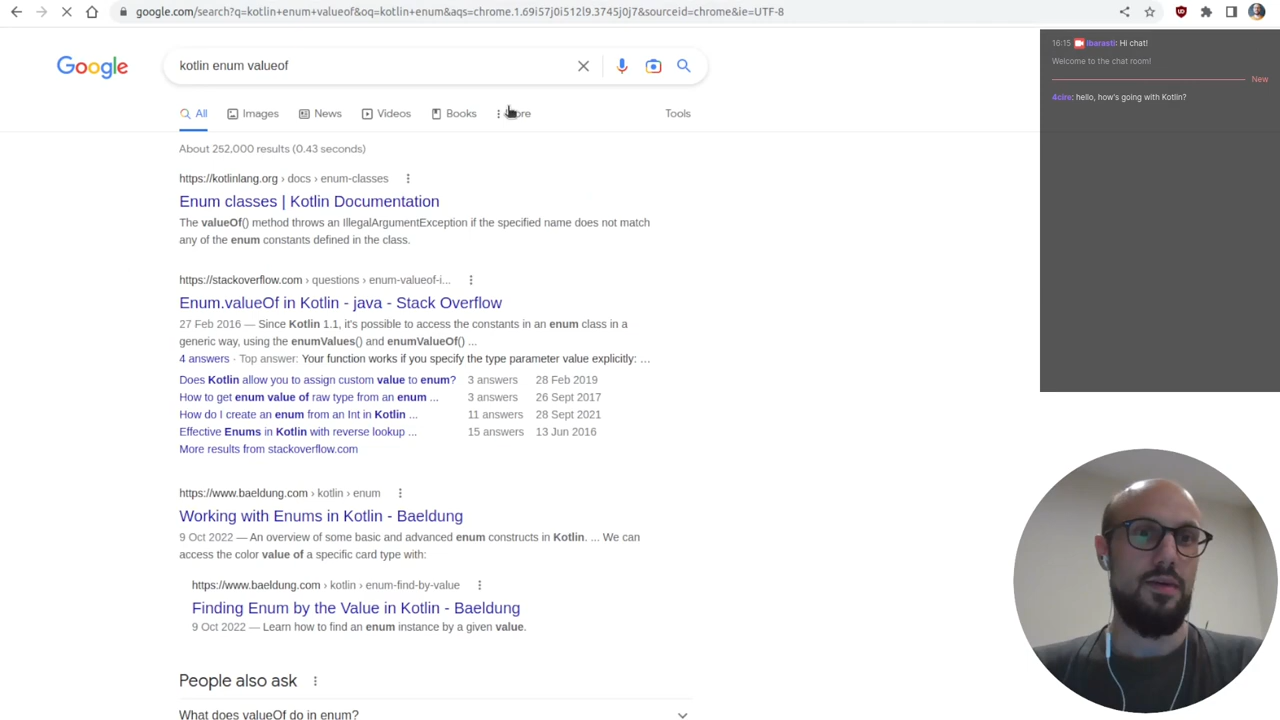 google.com/search?q=kotlin+enum+valueof&oq=kotlin+enum&aqs=chrome.1.69i57j0i512l9.3745j0j7&sourceid=chrome&ie=UTF-8
Google
kotlin enum valueof
All
Images
News
Videos
Books
More
Tools
About 252,000 results (0.43 seconds)
https://kotlinlang.org › docs › enum-classes
Enum classes | Kotlin Documentation
The valueOf() method throws an IllegalArgumentException if the specified name does not match
any of the enum constants defined in the class.
https://stackoverflow.com › questions › enum-valueof-i...
Enum.valueOf in Kotlin - java - Stack Overflow
27 Feb 2016 — Since Kotlin 1.1, it's possible to access the constants in an enum class in a
generic way, using the enumValues() and enumValueOf() ...
4 answers · Top answer: Your function works if you specify the type parameter value explicitly: ...
Does Kotlin allow you to assign custom value to enum? 3 answers 28 Feb 2019
How to get enum value of raw type from an enum ... 3 answers 26 Sept 2017
How do I create an enum from an Int in Kotlin ... 11 answers 28 Sept 2021
Effective Enums in Kotlin with reverse lookup ... 15 answers 13 Jun 2016
More results from stackoverflow.com
https://www.baeldung.com › kotlin › enum
Working with Enums in Kotlin - Baeldung
9 Oct 2022 — An overview of some basic and advanced enum constructs in Kotlin. ... We can
access the color value of a specific card type with:
https://www.baeldung.com › kotlin › enum-find-by-value
Finding Enum by the Value in Kotlin - Baeldung
9 Oct 2022 — Learn how to find an enum instance by a given value.
People also ask
What does valueOf do in enum?
16:15 ibarasti: Hi chat!
Welcome to the chat room!
New
4cire: hello, how's going with Kotlin?